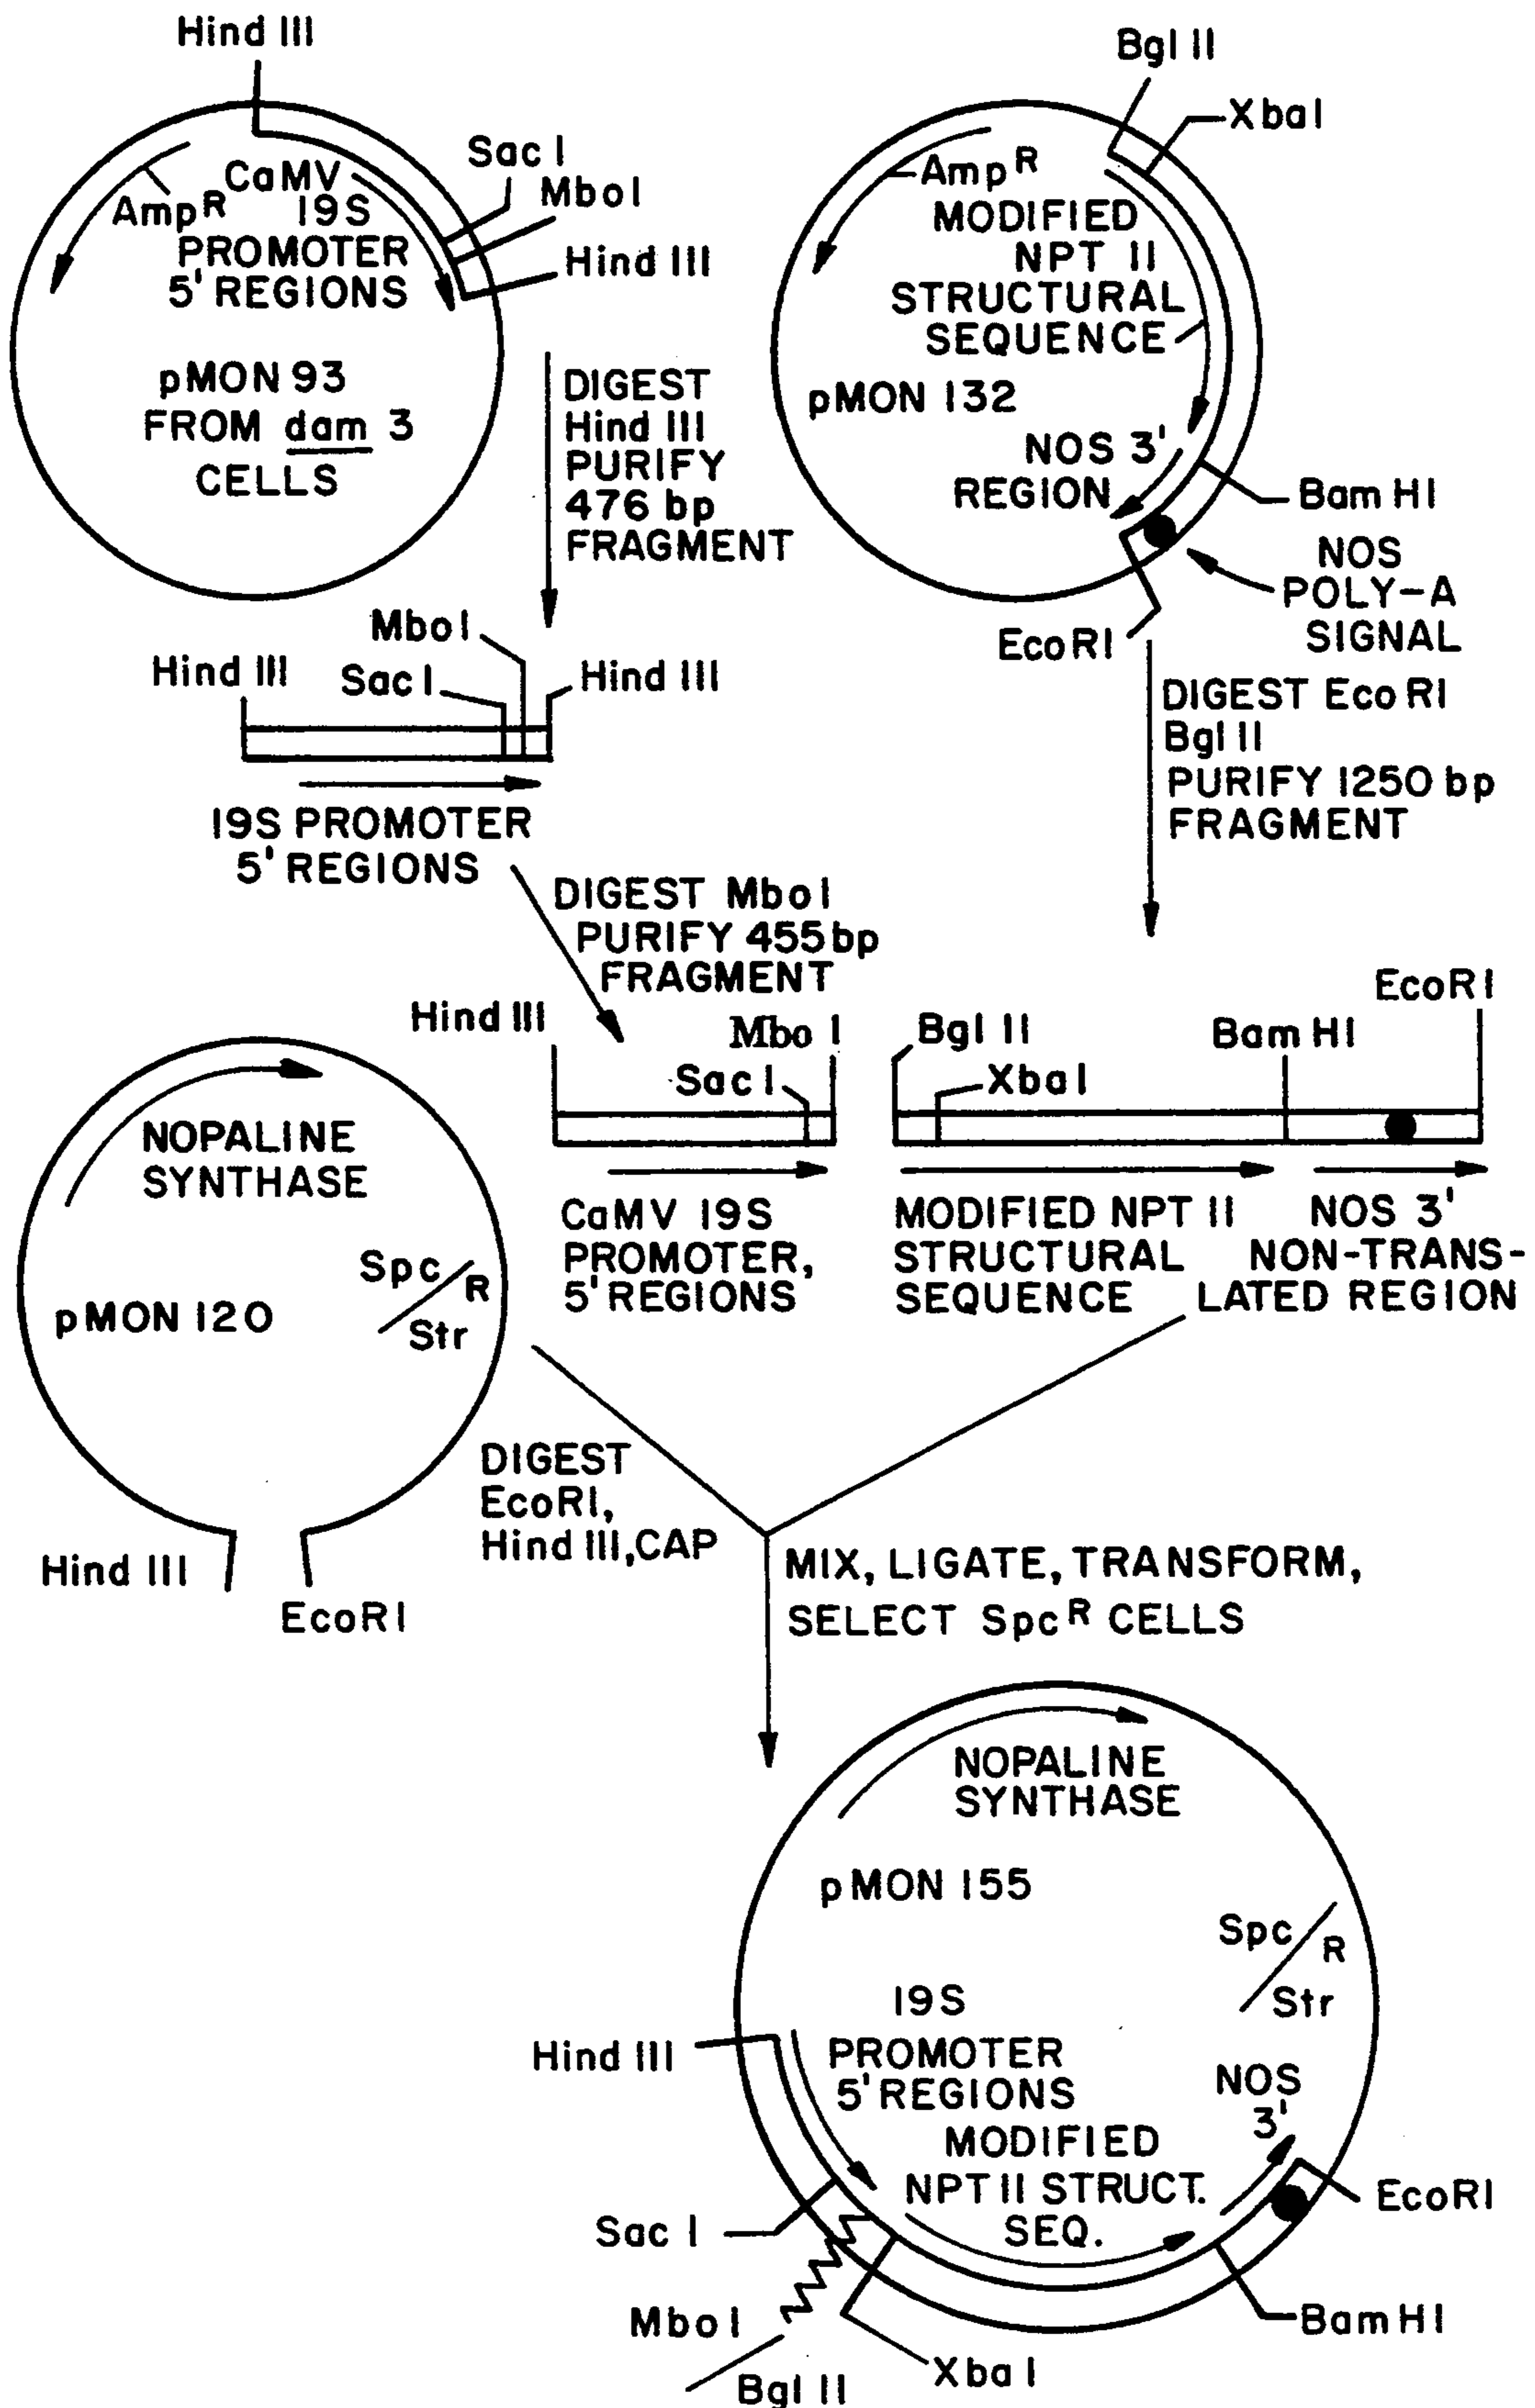 Hind III
Sac I
Mbo I
Hind III
Amp R
CaMV
19S
PROMOTER
5' REGIONS
pMON 93
FROM dam 3
CELLS
DIGEST
Hind III
PURIFY
476 bp
FRAGMENT
Bgl II
Xba I
Amp R
MODIFIED
NPT II
STRUCTURAL
SEQUENCE
pMON 132
NOS 3'
REGION
Bam HI
NOS
POLY-A
SIGNAL
EcoRI
Hind III
Sac I
Mbo I
Hind III
19S PROMOTER
5' REGIONS
DIGEST Eco RI
Bgl II
PURIFY 1250 bp
FRAGMENT
DIGEST Mbo I
PURIFY 455 bp
FRAGMENT
Hind III
Mbo I
Sac I
Bgl II
Xba I
Bam HI
EcoRI
CaMV 19S
PROMOTER,
5' REGIONS
MODIFIED NPT II
STRUCTURAL
SEQUENCE
NOS 3'
NON-TRANS-
LATED REGION
NOPALINE
SYNTHASE
Spc/Str R
pMON 120
Hind III
EcoRI
DIGEST
EcoRI,
Hind III, CAP
MIX, LIGATE, TRANSFORM,
SELECT Spc R CELLS
NOPALINE
SYNTHASE
pMON 155
Spc/Str R
19S
PROMOTER
5' REGIONS
Hind III
MODIFIED
NPT II STRUCT.
SEQ.
NOS
3'
EcoRI
Sac I
Mbo I
Bgl II
Xba I
Bam HI